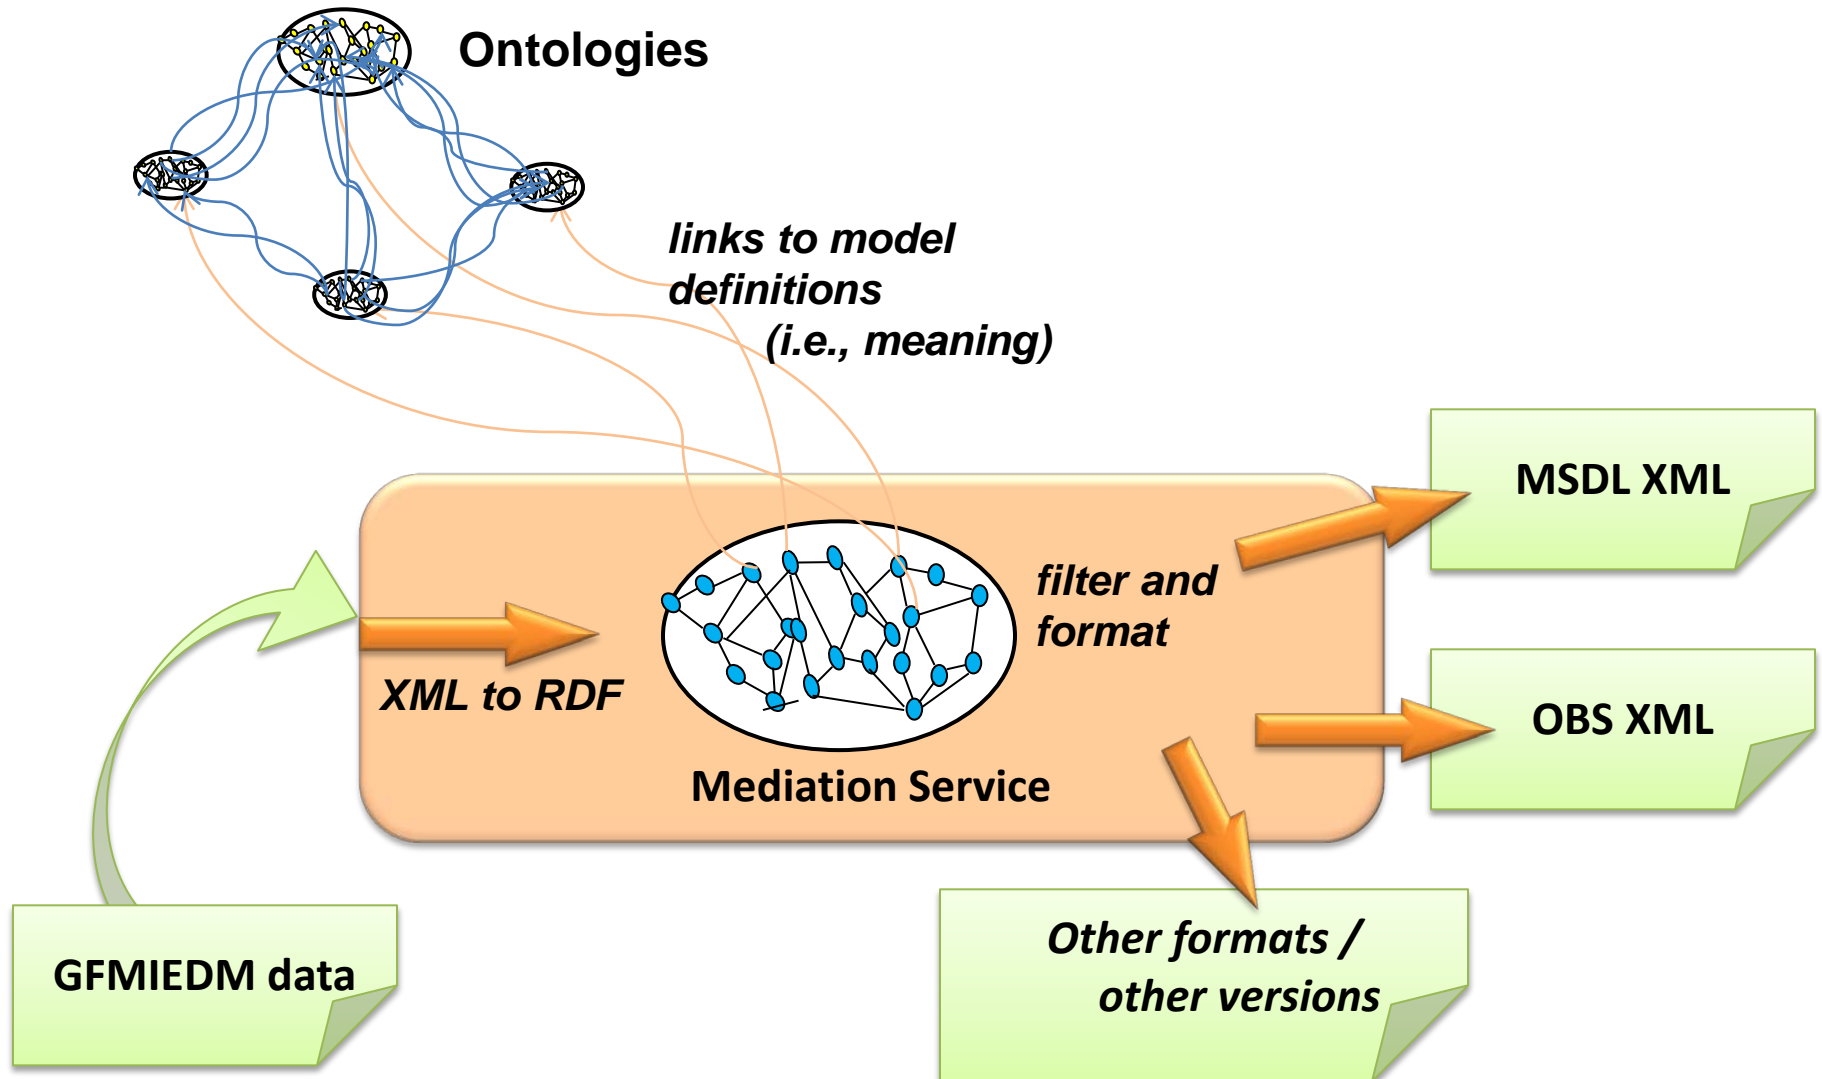 Ontologies
links to model
definitions
(i.e., meaning)
MSDL XML
filter and
format
XML to RDF
OBS XML
Mediation Service
Other formats /
other versions
GFMIEDM data